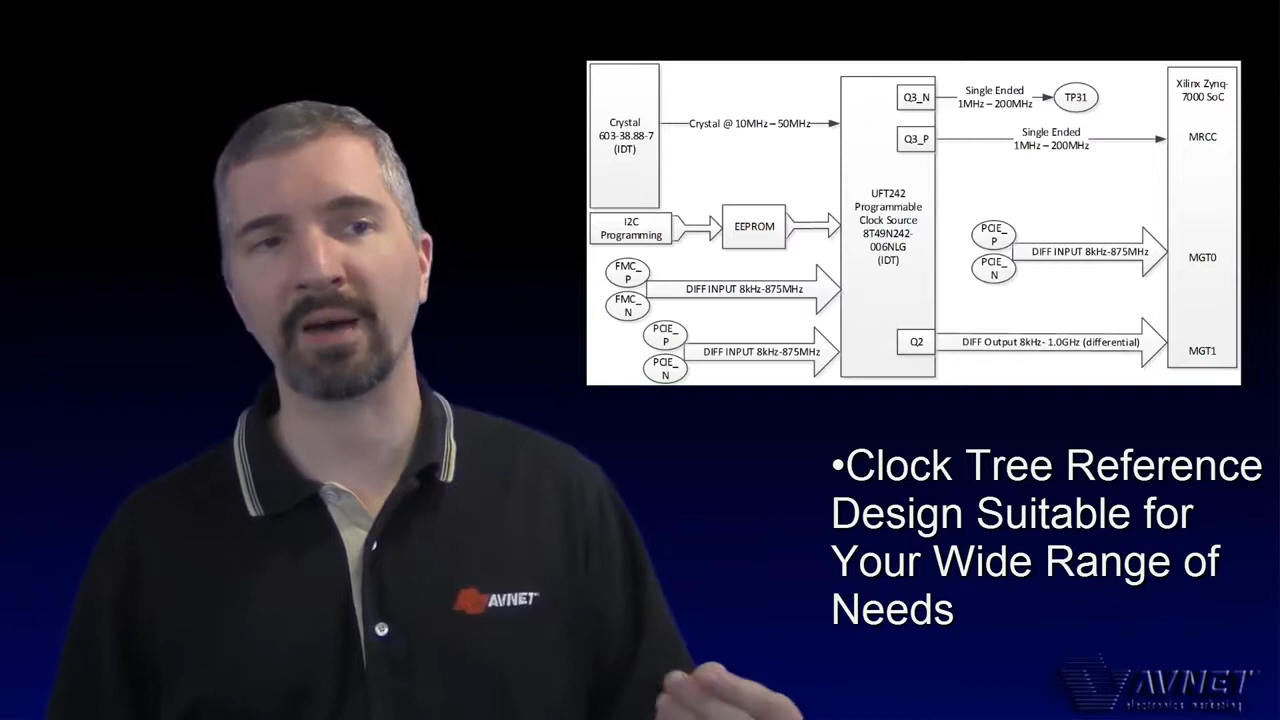 Crystal
603-38.88-7
(IDT)
Crystal @ 10MHz – 50MHz
I2C
Programming
EEPROM
FMC_
P
FMC_
N
DIFF INPUT 8kHz-875MHz
PCIE_
P
PCIE_
N
DIFF INPUT 8kHz-875MHz
UFT242
Programmable
Clock Source
8T49N242-
006NLG
(IDT)
Q3_N
Q3_P
Q2
Single Ended
1MHz – 200MHz
TP31
Single Ended
1MHz – 200MHz
PCIE_
P
PCIE_
N
DIFF INPUT 8kHz-875MHz
DIFF Output 8kHz- 1.0GHz (differential)
Xilinx Zynq-
7000 SoC
MRCC
MGT0
MGT1
•Clock Tree Reference
Design Suitable for
Your Wide Range of
Needs
AVNET
AVNET
electronics marketing